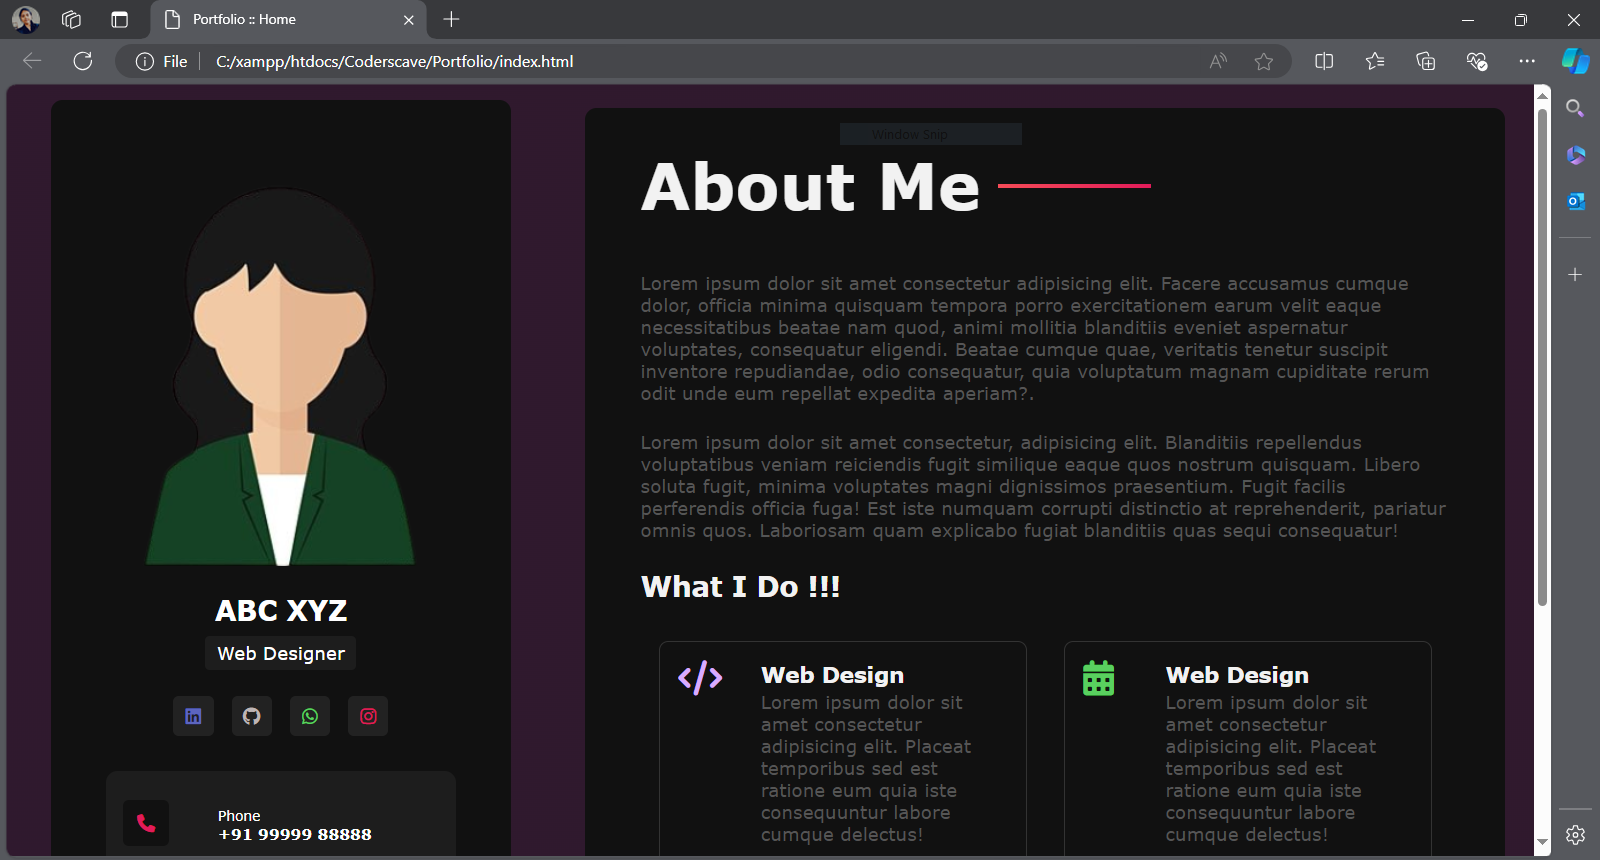 Portfolio :: Home
File
C:/xampp/htdocs/Coderscave/Portfolio/index.html
Window Snip
About Me
Lorem ipsum dolor sit amet consectetur adipisicing elit. Facere accusamus cumque
dolor, officia minima quisquam tempora porro exercitationem earum velit eaque
necessitatibus beatae nam quod, animi mollitia blanditiis eveniet aspernatur
voluptates, consequatur eligendi. Beatae cumque quae, veritatis tenetur suscipit
inventore repudiandae, odio consequatur, quia voluptatum magnam cupiditate rerum
odit unde eum repellat expedita aperiam?.
Lorem ipsum dolor sit amet consectetur, adipisicing elit. Blanditiis repellendus
voluptatibus veniam reiciendis fugit similique eaque quos nostrum quisquam. Libero
soluta fugit, minima voluptates magni dignissimos praesentium. Fugit facilis
perferendis officia fuga! Est iste numquam corrupti distinctio at reprehenderit, pariatur
omnis quos. Laboriosam quam explicabo fugiat blanditiis quas sequi consequatur!
What I Do !!!
ABC XYZ
Web Designer
Phone
+91 99999 88888
Web Design
Lorem ipsum dolor sit
amet consectetur
adipisicing elit. Placeat
temporibus sed est
ratione eum quia iste
consequuntur labore
cumque delectus!
Web Design
Lorem ipsum dolor sit
amet consectetur
adipisicing elit. Placeat
temporibus sed est
ratione eum quia iste
consequuntur labore
cumque delectus!